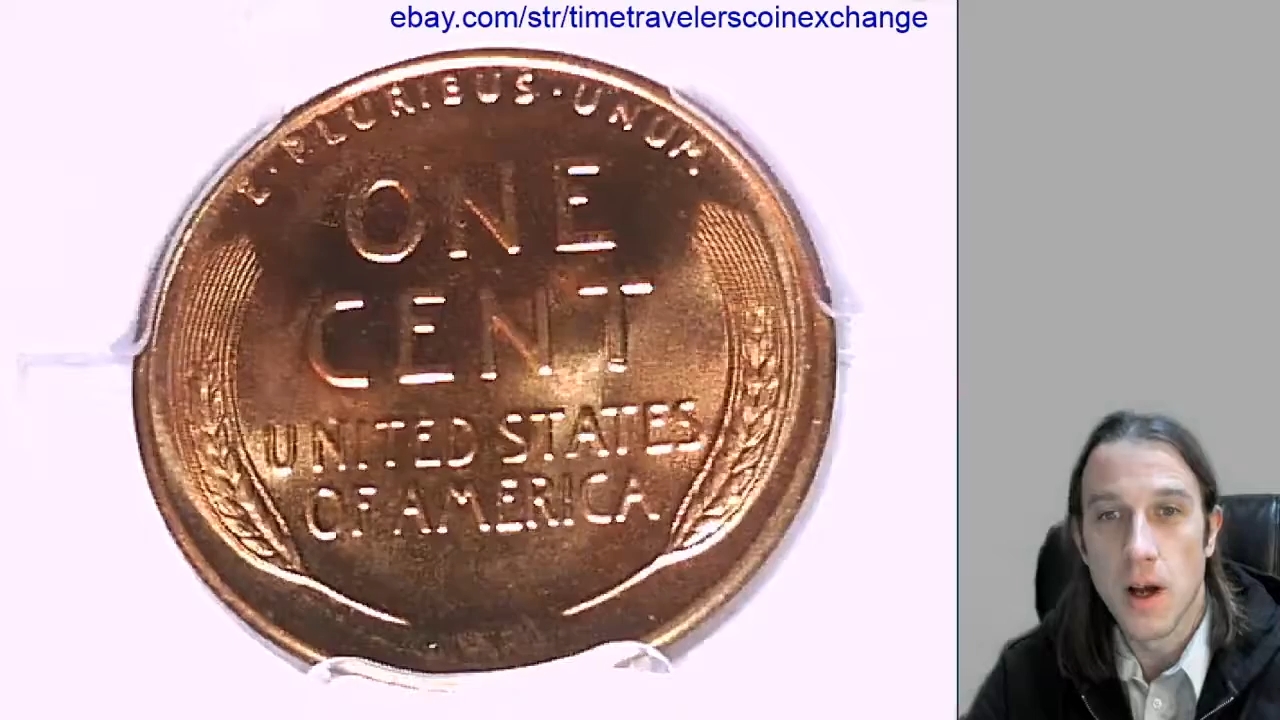 ebay.com/str/timetravelerscoinexchange
E·PLURIBUS·UNUM
ONE
CENT
UNITED STATES
OF AMERICA